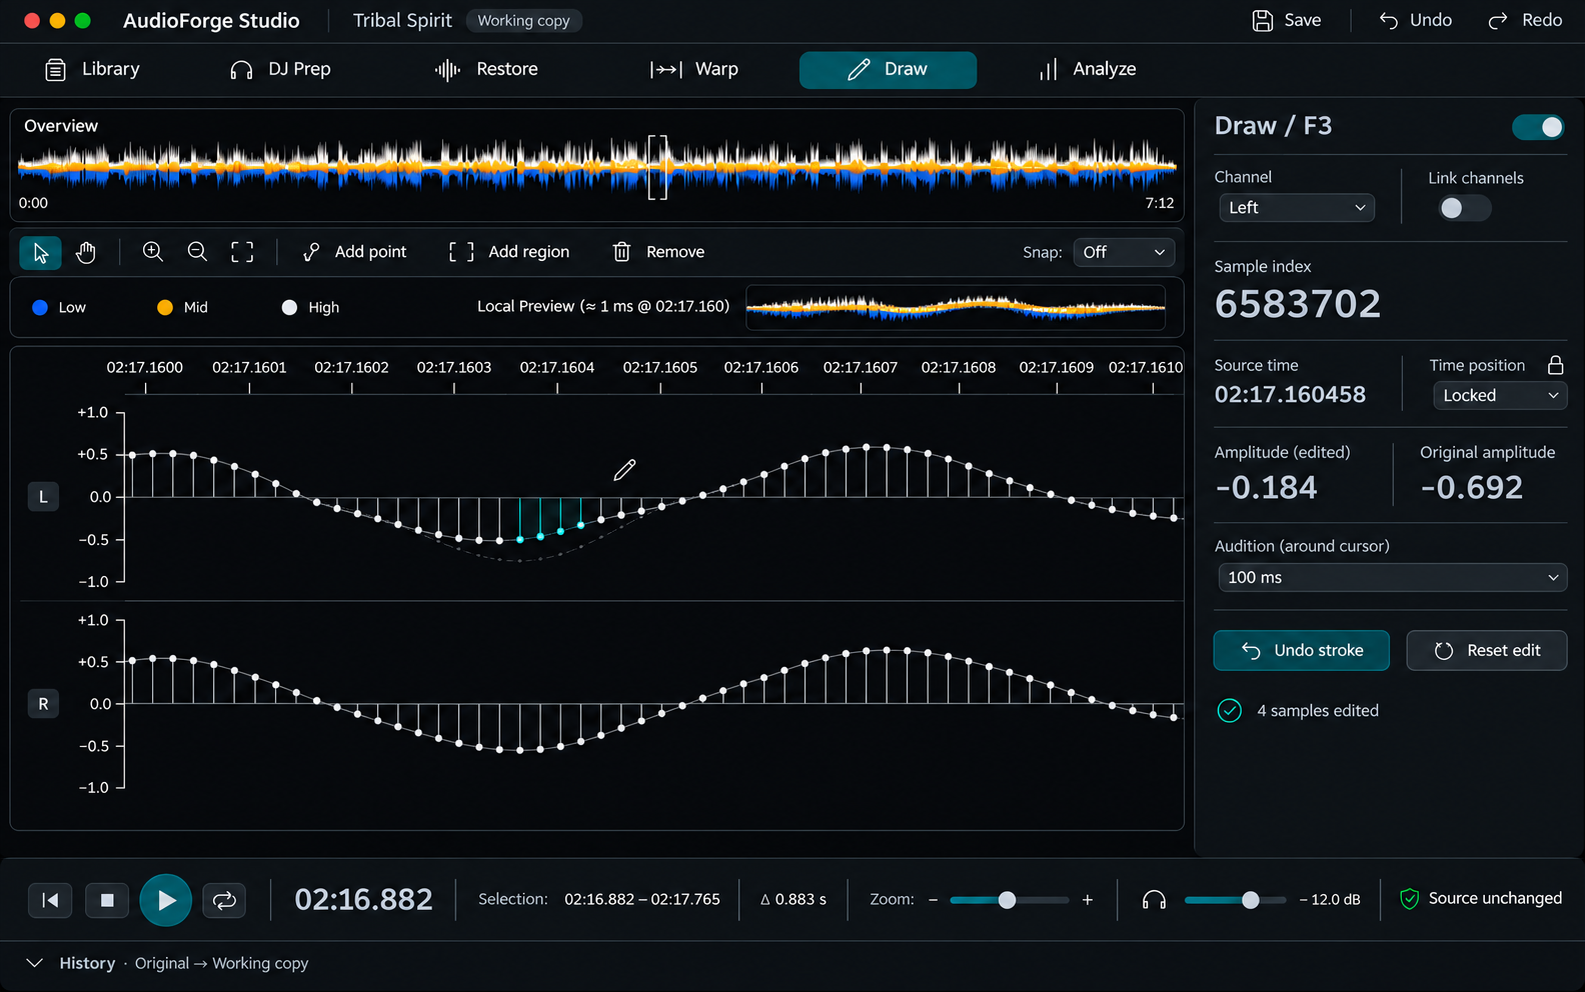 AudioForge Studio
Tribal Spirit
Working copy
Save
Undo
Redo
Library
DJ Prep
Restore
Warp
Draw
Analyze
Overview
0:00
7:12
Add point
Add region
Remove
Snap:
Off
Low
Mid
High
Local Preview (≈ 1 ms @ 02:17.160)
02:17.1600 02:17.1601 02:17.1602 02:17.1603 02:17.1604 02:17.1605 02:17.1606 02:17.1607 02:17.1608 02:17.1609 02:17.1610
L
+1.0
+0.5
0.0
−0.5
−1.0
R
+1.0
+0.5
0.0
−0.5
−1.0
Draw / F3
Channel
Link channels
Left
Sample index
6583702
Source time
Time position
02:17.160458
Locked
Amplitude (edited)
Original amplitude
-0.184
-0.692
Audition (around cursor)
100 ms
Undo stroke
Reset edit
4 samples edited
02:16.882
Selection:
02:16.882 – 02:17.765
Δ 0.883 s
Zoom:
−
+
− 12.0 dB
Source unchanged
History · Original → Working copy